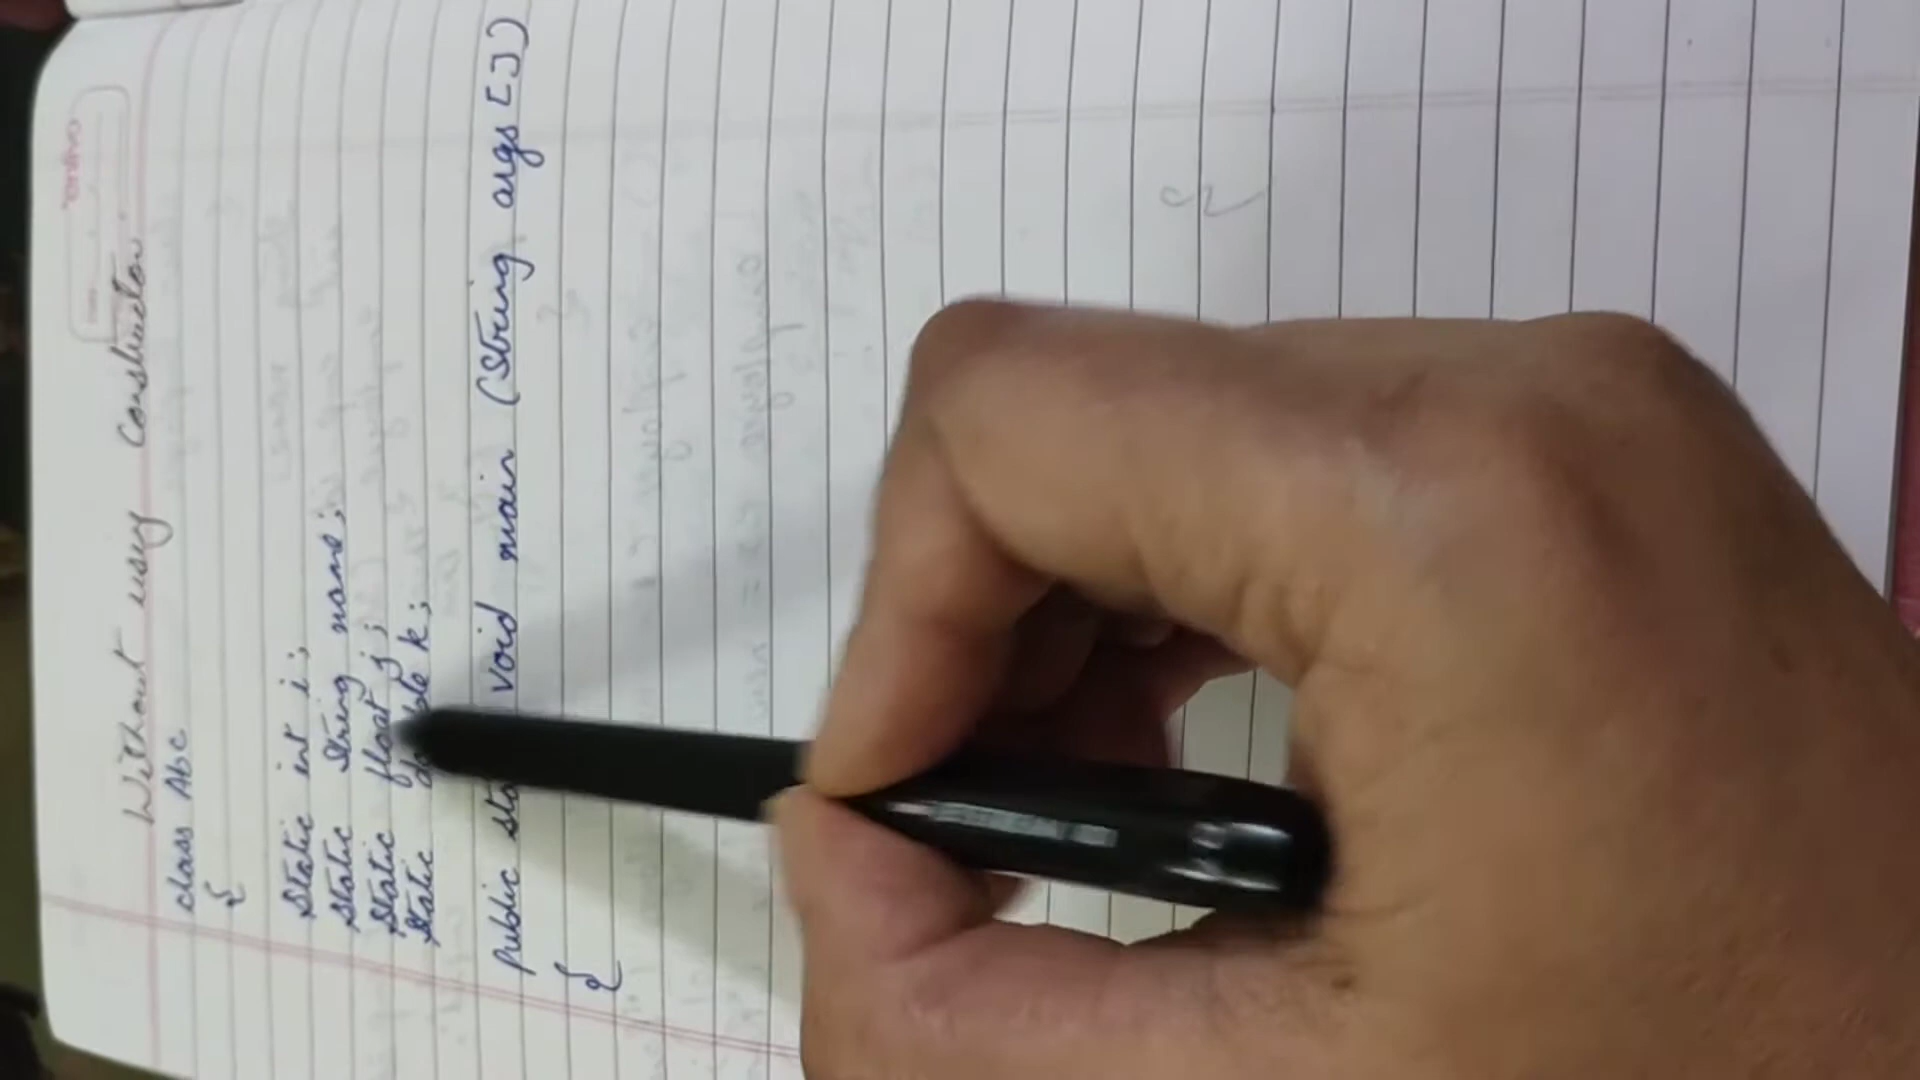 Without using Constructor.
class Abc
{
static int i;
static String name;
static float j;
static double k;
public static void main (String args[])
{